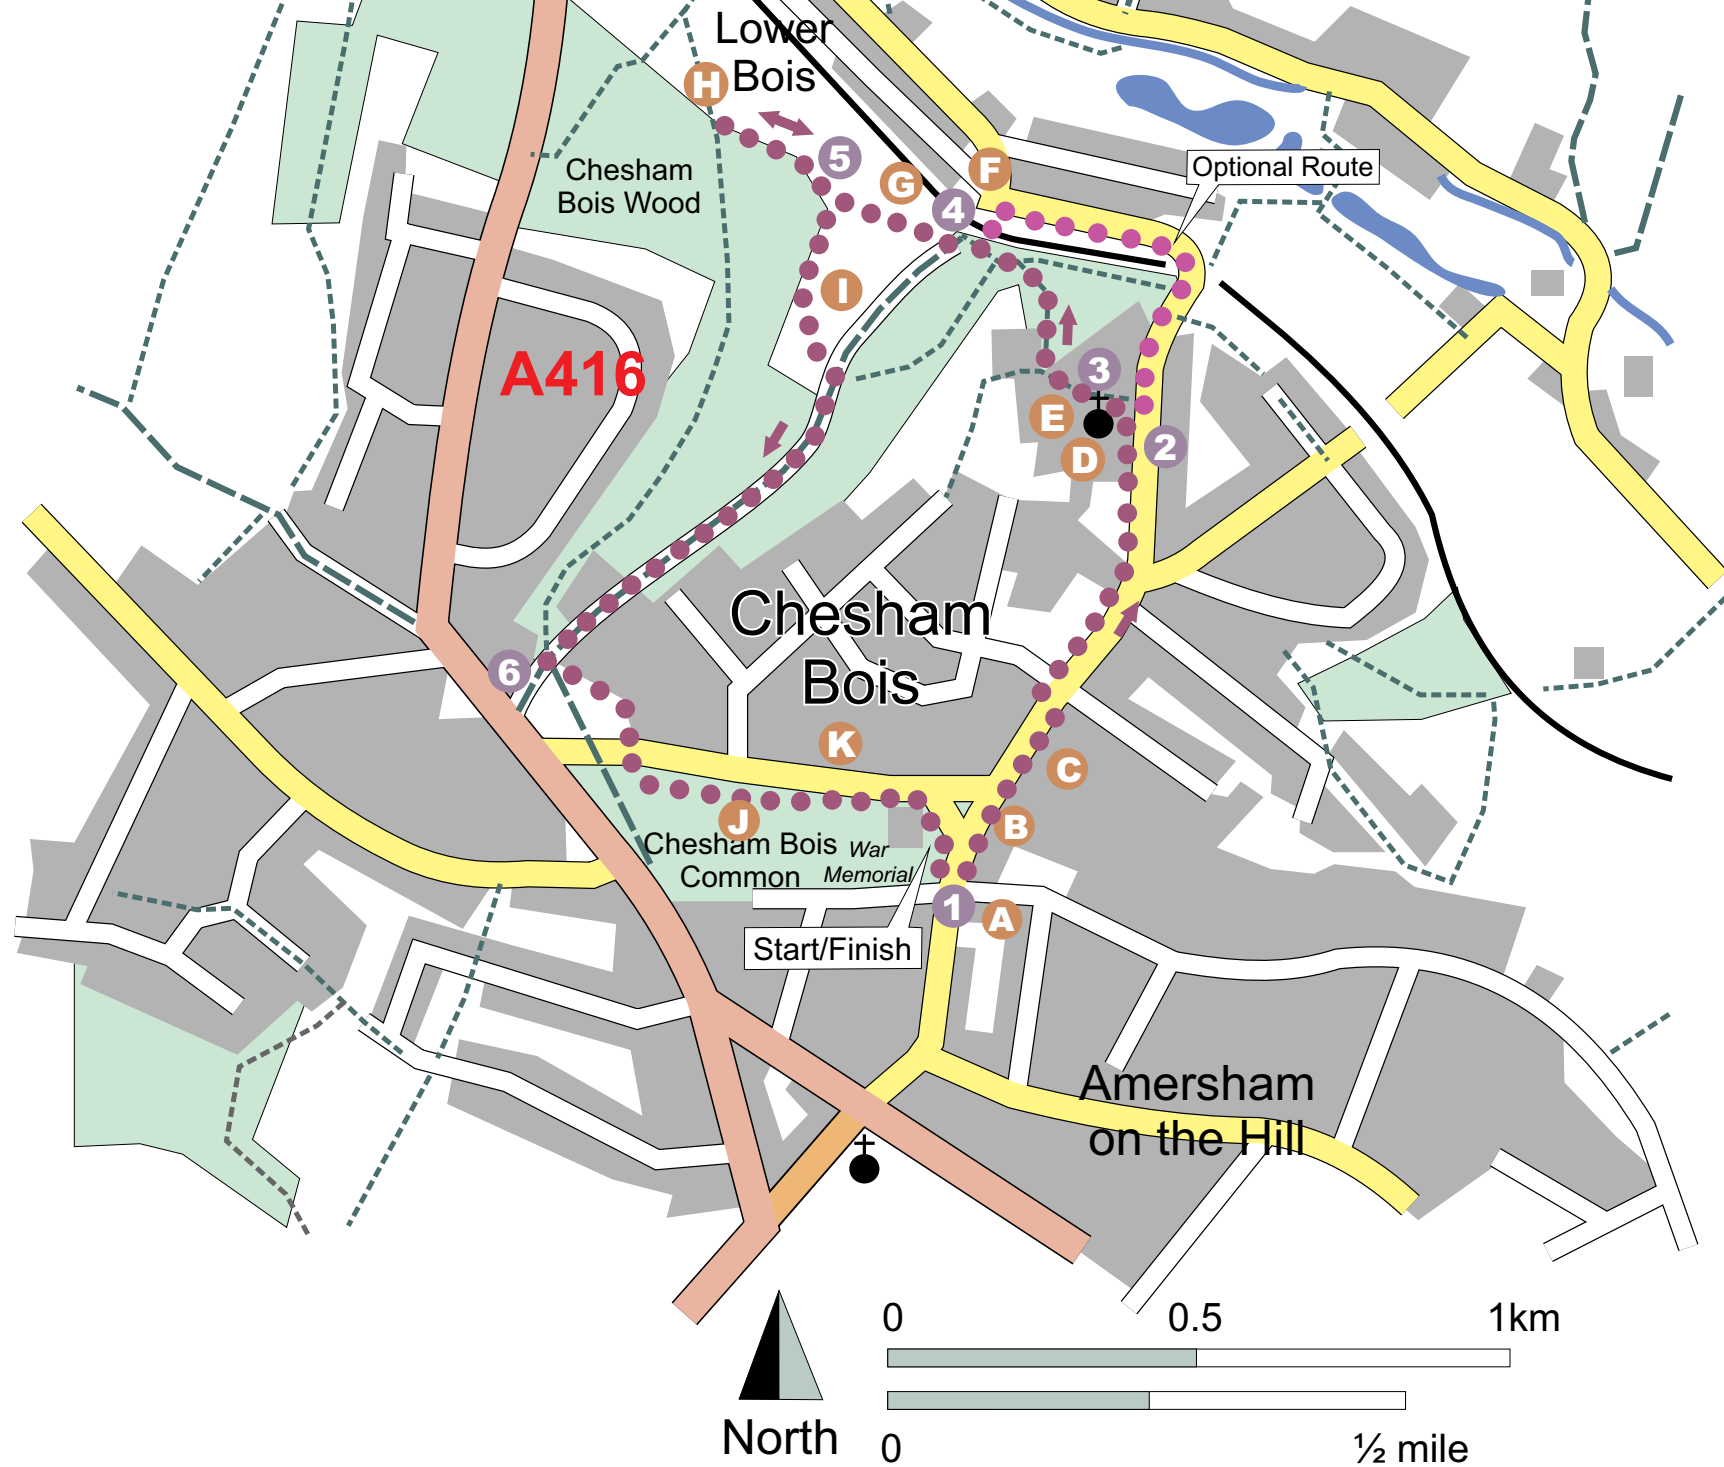 Lower
Bois
H
5
Chesham
Bois Wood
G
F
Optional Route
4
I
A416
3
E
2
D
Chesham
Bois
6
K
C
J
B
Chesham Bois
Common
War
Memorial
1
A
Start/Finish
Amersham
on the Hill
0
0.5
1km
North
0
½ mile